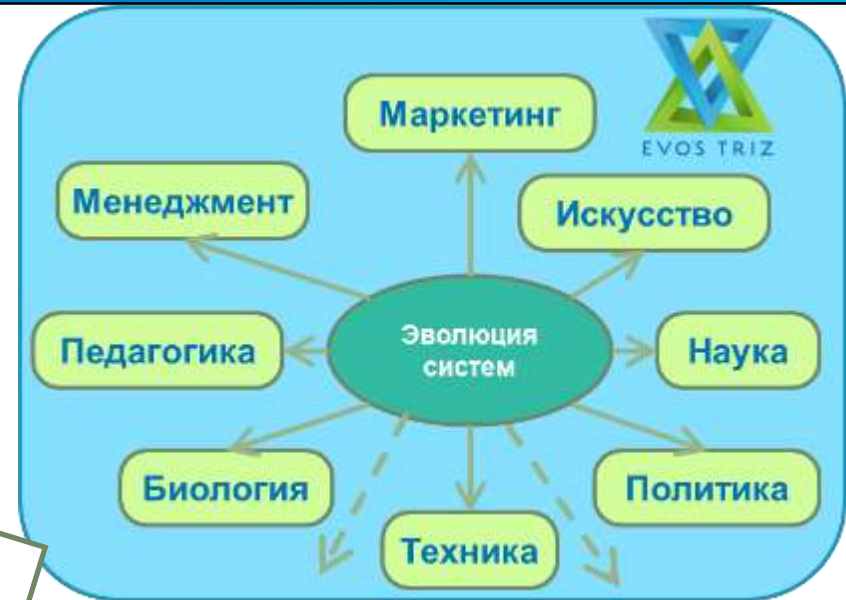 Маркетинг
EVOS TRIZ
Менеджмент
Искусство
Эволюция
систем
Педагогика
Наука
Биология
Политика
Техника